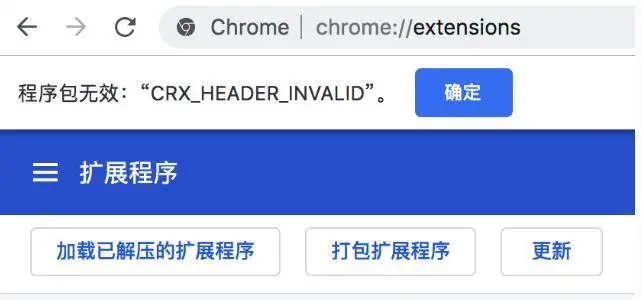 Chrome | chrome://extensions
程序包无效：“CRX_HEADER_INVALID”。 确定
扩展程序
加载已解压的扩展程序 打包扩展程序 更新